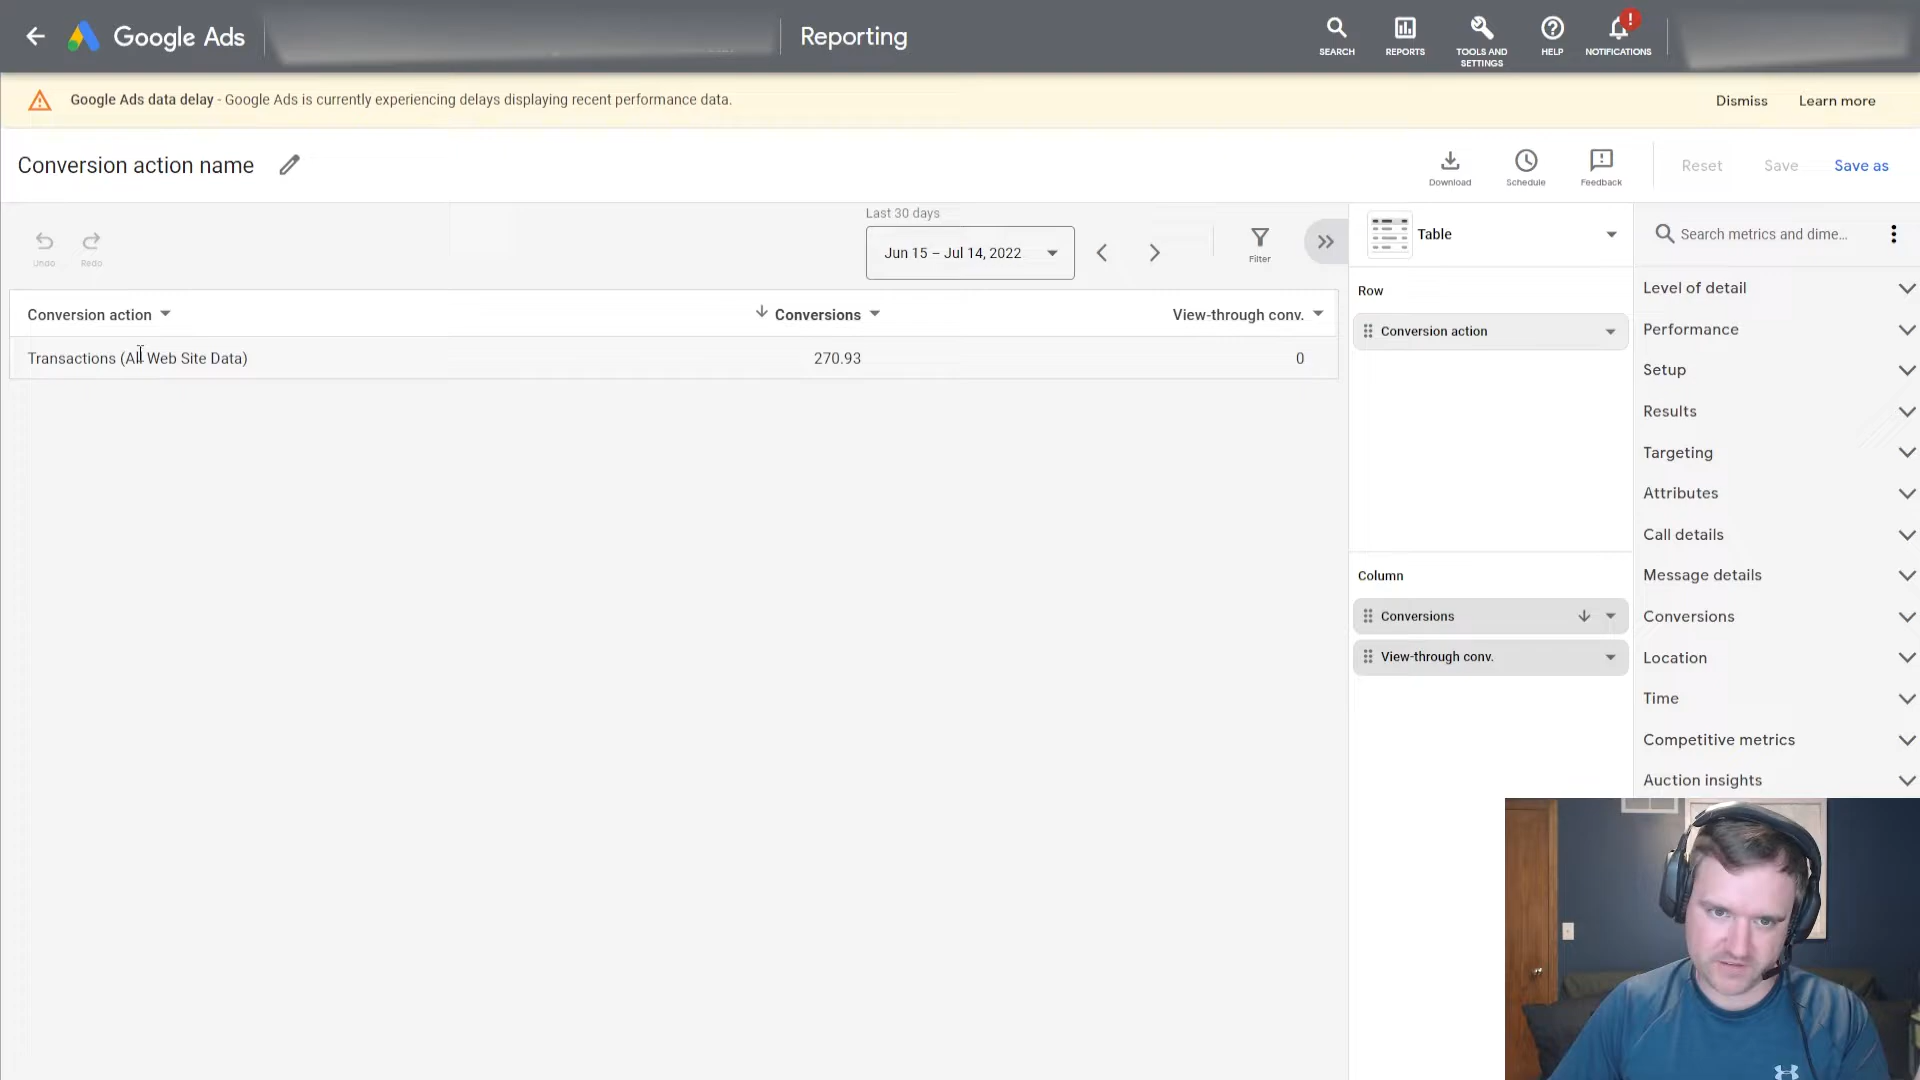 Google Ads
Reporting
SEARCH
REPORTS
TOOLS AND
SETTINGS
HELP
!
NOTIFICATIONS
Google Ads data delay - Google Ads is currently experiencing delays displaying recent performance data.
Dismiss
Learn more
Conversion action name
Download
Schedule
Feedback
Reset
Save
Save as
Undo
Redo
Last 30 days
Jun 15 – Jul 14, 2022
Filter
Table
Search metrics and dime...
Conversion action
Conversions
View-through conv.
Transactions (All Web Site Data)
270.93
0
Row
Conversion action
Column
Conversions
View-through conv.
Level of detail
Performance
Setup
Results
Targeting
Attributes
Call details
Message details
Conversions
Location
Time
Competitive metrics
Auction insights